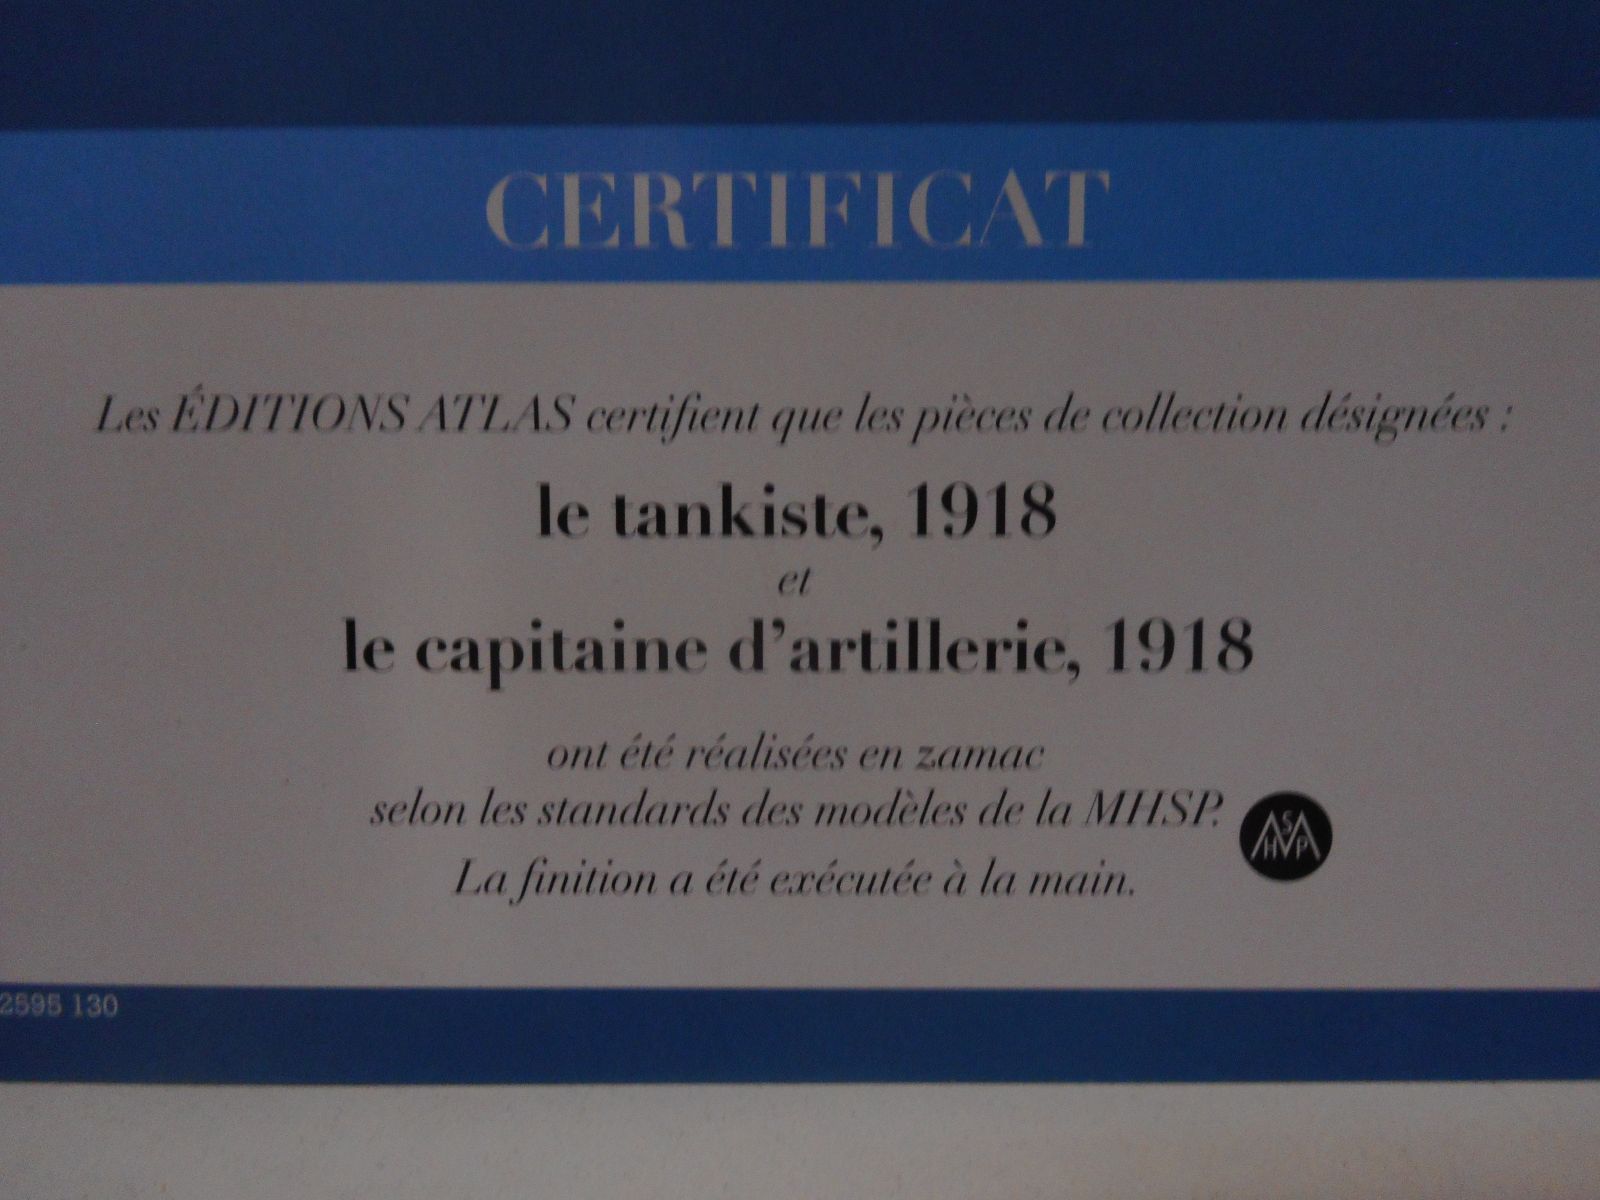 CERTIFICAT
Les ÉDITIONS ATLAS certifient que les pièces de collection désignées :
le tankiste, 1918
et
le capitaine d'artillerie, 1918
ont été réalisées en zamac
selon les standards des modèles de la MHSP.
MHSP
La finition a été exécutée à la main.
2595 130